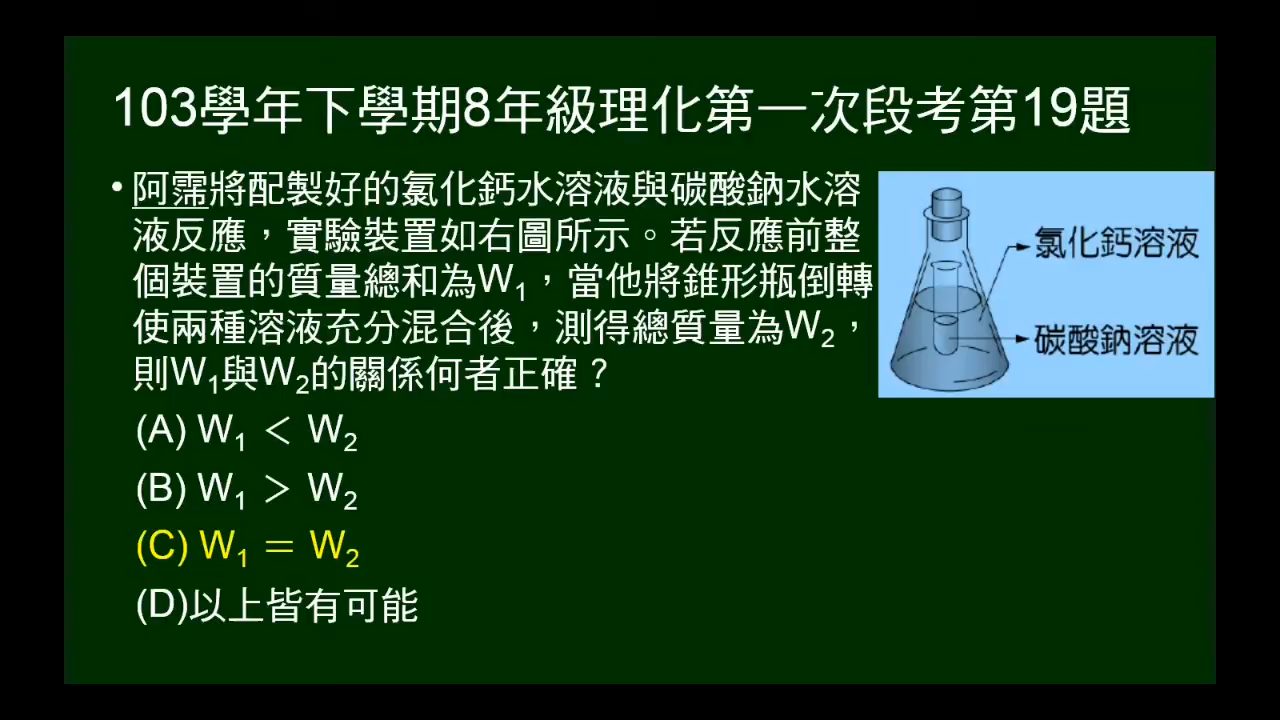 103學年下學期8年級理化第一次段考第19題
•阿霈將配製好的氯化鈣水溶液與碳酸鈉水溶
液反應，實驗裝置如右圖所示。若反應前整
個裝置的質量總和為W₁，當他將錐形瓶倒轉
使兩種溶液充分混合後，測得總質量為W₂，
則W₁與W₂的關係何者正確？
(A) W₁ < W₂
(B) W₁ > W₂
(C) W₁ = W₂
(D)以上皆有可能
氯化鈣溶液
碳酸鈉溶液